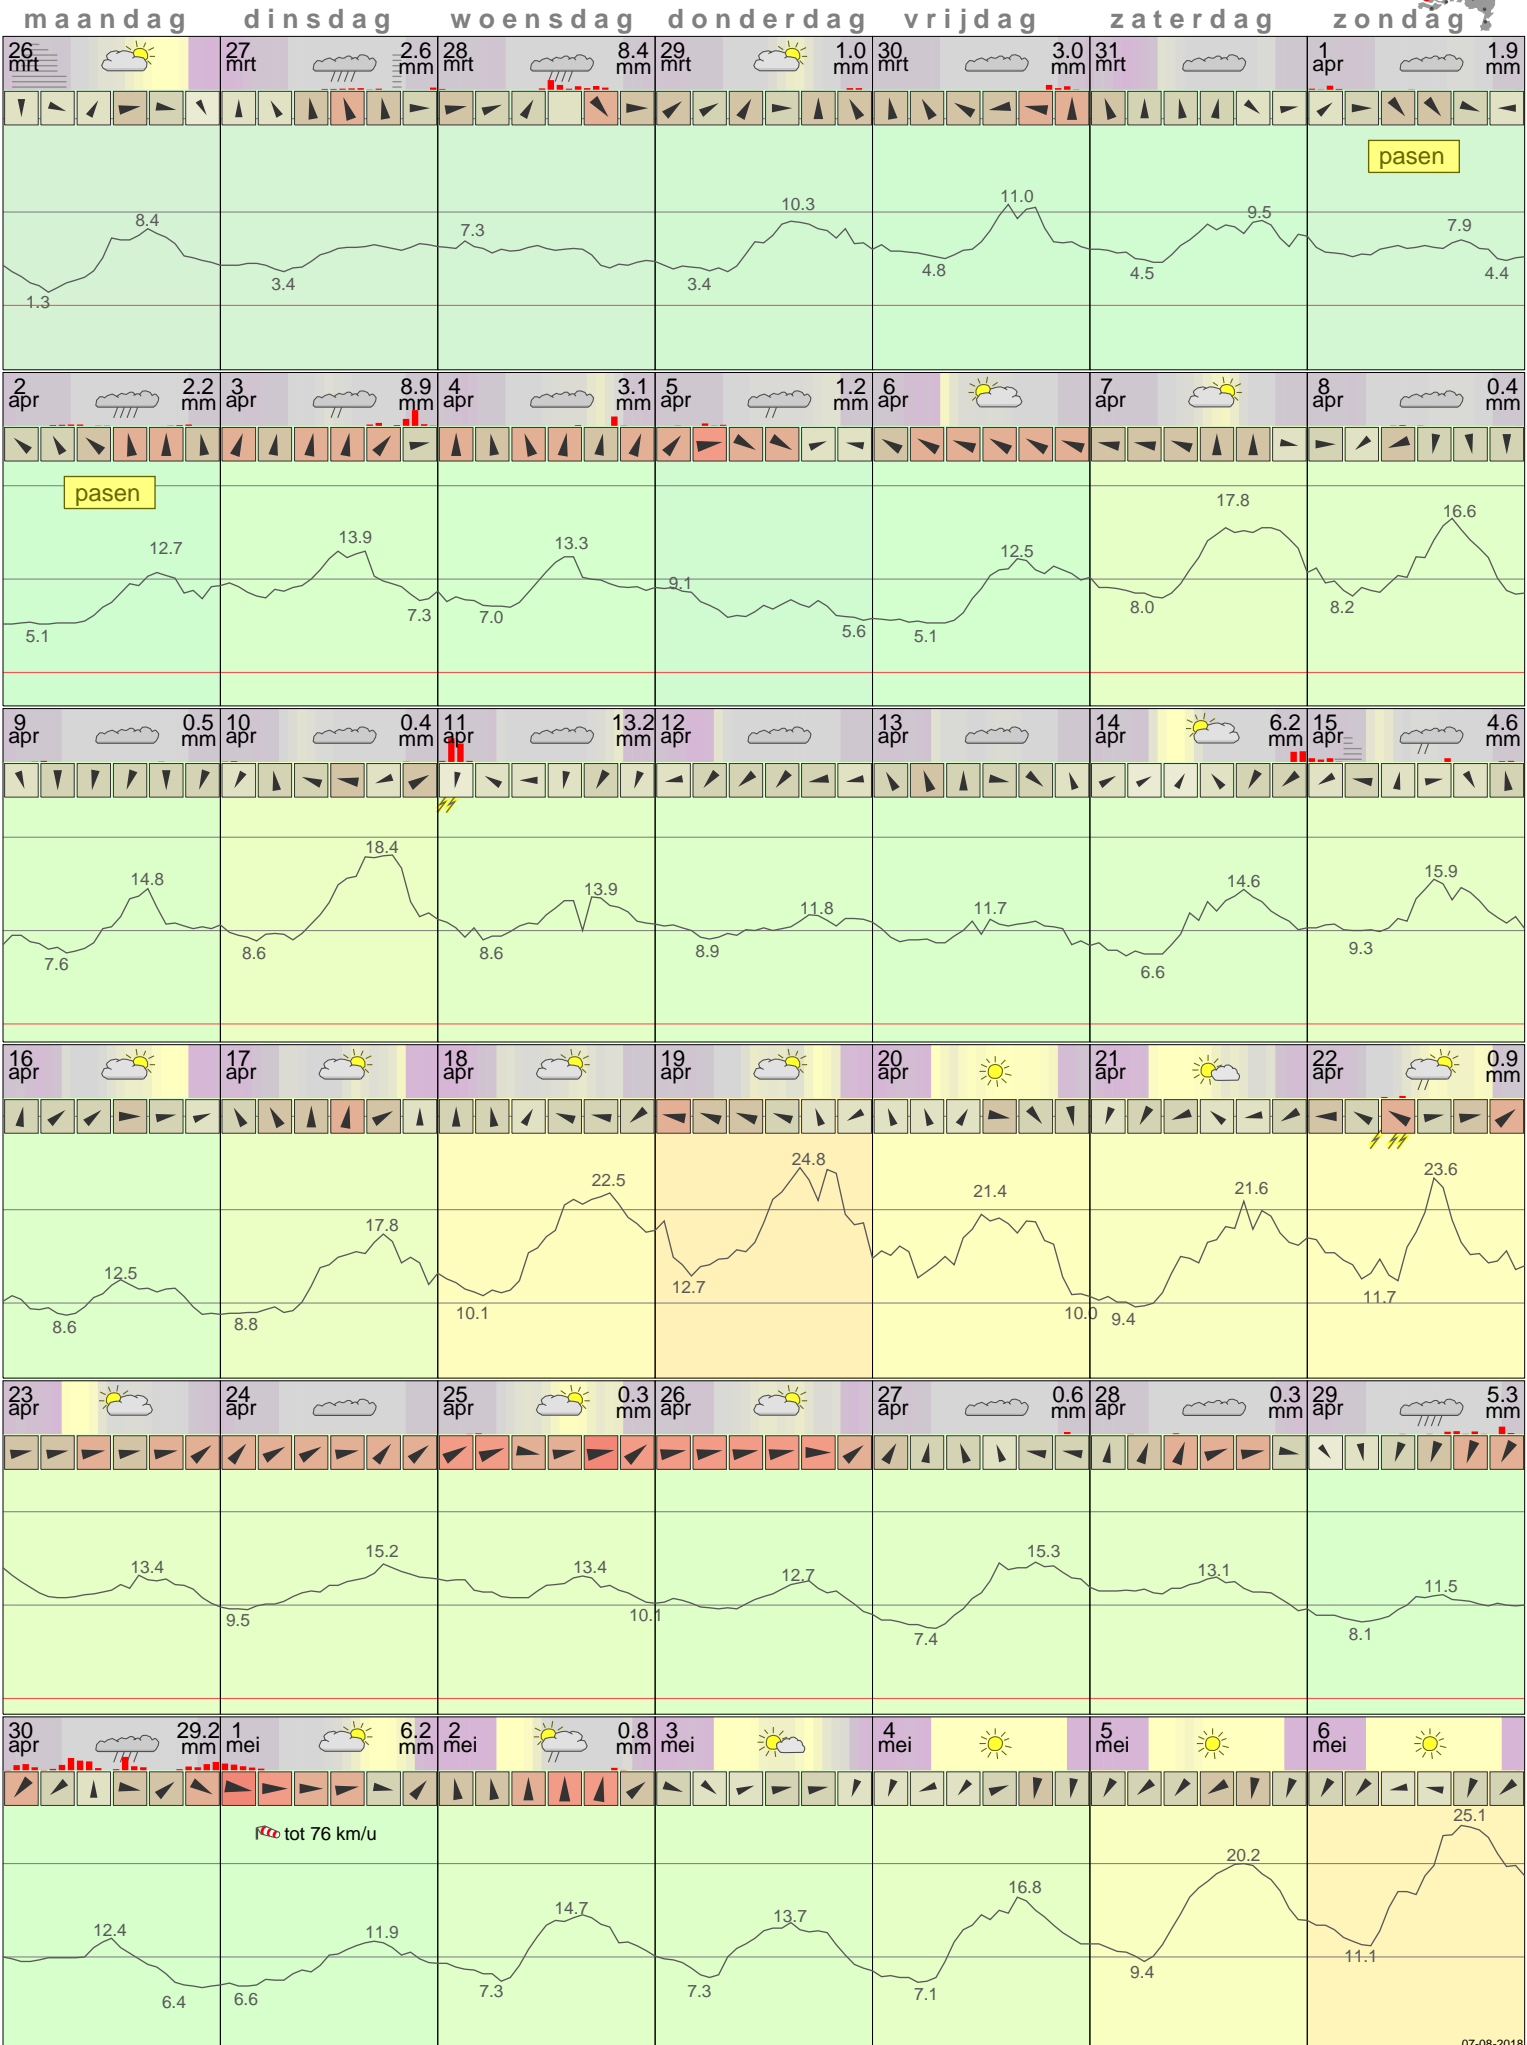 maandag dinsdag woensdag donderdag vrijdag zaterdag zondag
26 27 2.6 28 8.4 29 1.0 30 3.0 31 1 1.9
mrt mrt mm mrt mm mrt mm mrt mm mrt apr mm
pasen
8.4 7.3 10.3 11.0 9.5 7.9
1.3 3.4 3.4 4.8 4.5 4.4
2 2.2 3 8.9 4 3.1 5 1.2 6 7 8 0.4
apr mm apr mm apr mm apr mm apr apr apr mm
pasen
12.7 13.9 13.3 9.1 12.5 17.8 16.6
5.1 7.3 7.0 5.6 5.1 8.0 8.2
9 0.5 10 0.4 11 13.2 12 13 14 6.2 15 4.6
apr mm apr mm apr mm apr apr apr mm apr mm
14.8 18.4 13.9 11.8 11.7 14.6 15.9
7.6 8.6 8.6 8.9 6.6 9.3
16 17 18 19 20 21 22 0.9
apr apr apr apr apr apr apr mm
12.5 17.8 22.5 24.8 21.4 21.6 23.6
8.6 8.8 10.1 12.7 10.0 9.4 11.7
23 24 25 0.3 26 27 0.6 28 0.3 29 5.3
apr apr apr mm apr apr mm apr mm apr mm
13.4 15.2 13.4 12.7 15.3 13.1 11.5
9.5 10.1 7.4 8.1
30 29.2 1 6.2 2 0.8 3 4 5 6
apr mm mei mm mei mm mei mei mei mei
tot 76 km/u
12.4 11.9 14.7 13.7 16.8 20.2 25.1
6.4 6.6 7.3 7.3 7.1 9.4 11.1
07-08-2018